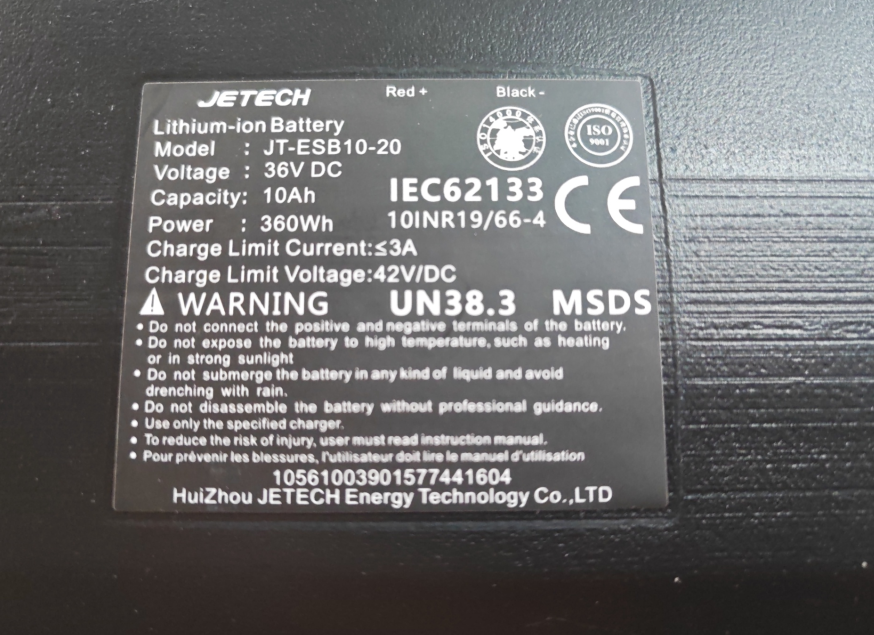 JETECH Red + Black -
Lithium-ion Battery
Model : JT-ESB10-20
Voltage : 36V DC
Capacity: 10Ah
Power : 360Wh
ISO14000
ISO
9001
IEC62133 CE
10INR19/66-4
Charge Limit Current:≤3A
Charge Limit Voltage:42V/DC
WARNING UN38.3 MSDS
• Do not connect the positive and negative terminals of the battery.
• Do not expose the battery to high temperature, such as heating
or in strong sunlight
• Do not submerge the battery in any kind of liquid and avoid
drenching with rain.
• Do not disassemble the battery without professional guidance.
• Use only the specified charger.
• To reduce the risk of injury, user must read instruction manual.
• Pour prévenir les blessures, l'utilisateur doit lire le manuel d'utilisation
10561003901577441604
HuiZhou JETECH Energy Technology Co.,LTD